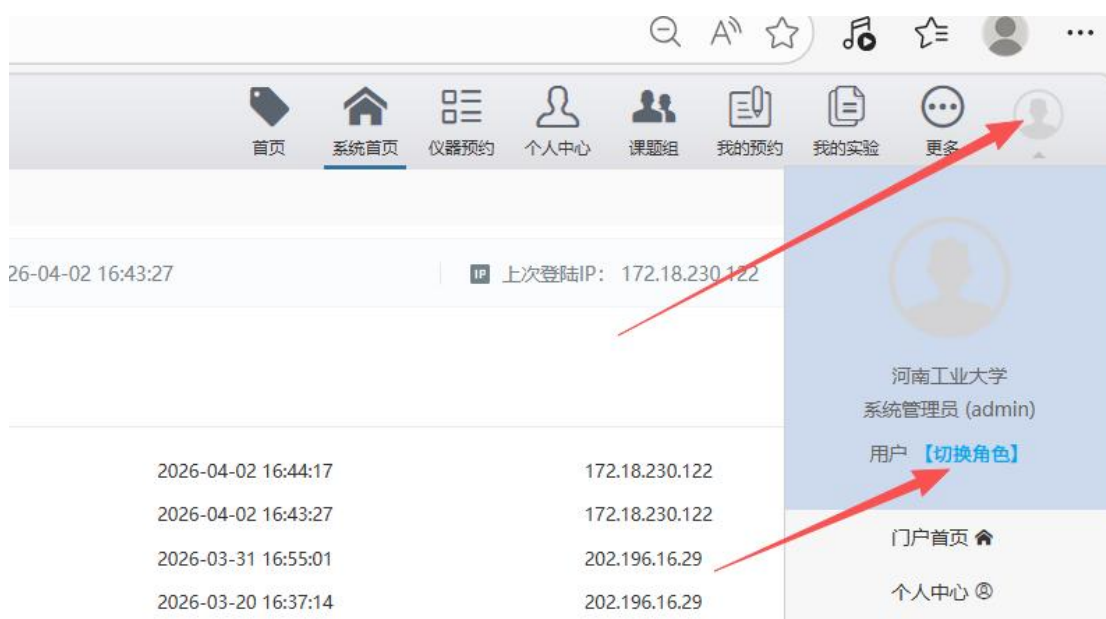 首页 系统首页 仪器预约 个人中心 课题组 我的预约 我的实验 更多
26-04-02 16:43:27 IP 上次登陆IP: 172.18.230.122
河南工业大学
系统管理员 (admin)
用户 【切换角色】
2026-04-02 16:44:17 172.18.230.122
2026-04-02 16:43:27 172.18.230.122
门户首页
2026-03-31 16:55:01 202.196.16.29
个人中心
2026-03-20 16:37:14 202.196.16.29